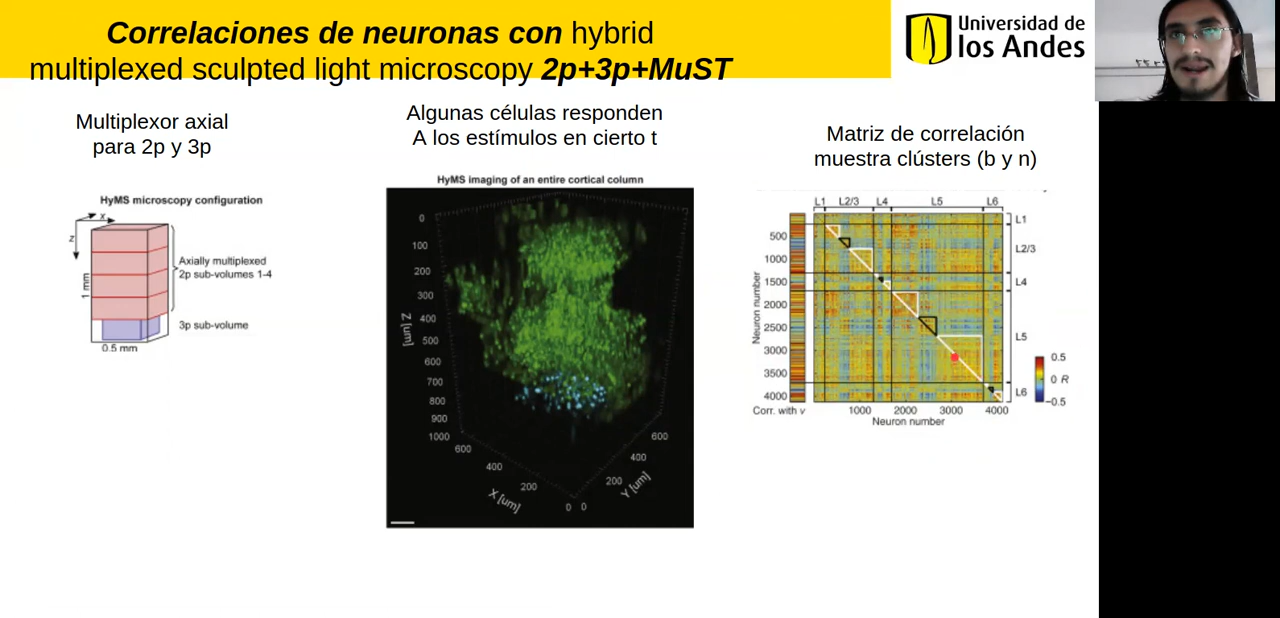 Correlaciones de neuronas con hybrid
multiplexed sculpted light microscopy 2p+3p+MuST
Universidad de
los Andes
Multiplexor axial
para 2p y 3p
HyMS microscopy configuration
x
z
1 mm
Axially multiplexed
2p sub-volumes 1-4
3p sub-volume
0.5 mm
Algunas células responden
A los estímulos en cierto t
HyMS imaging of an entire cortical column
0
100
200
300
400
500
600
700
800
900
1000
Z [um]
600
400
200
0
X [um]
0
200
400
600
Y [um]
Matriz de correlación
muestra clústers (b y n)
L1 L2/3 L4 L5 L6
500
1000
1500
2000
2500
3000
3500
4000
Neuron number
L1
L2/3
L4
L5
L6
0.5
0 R
−0.5
Corr. with v
1000 2000 3000 4000
Neuron number